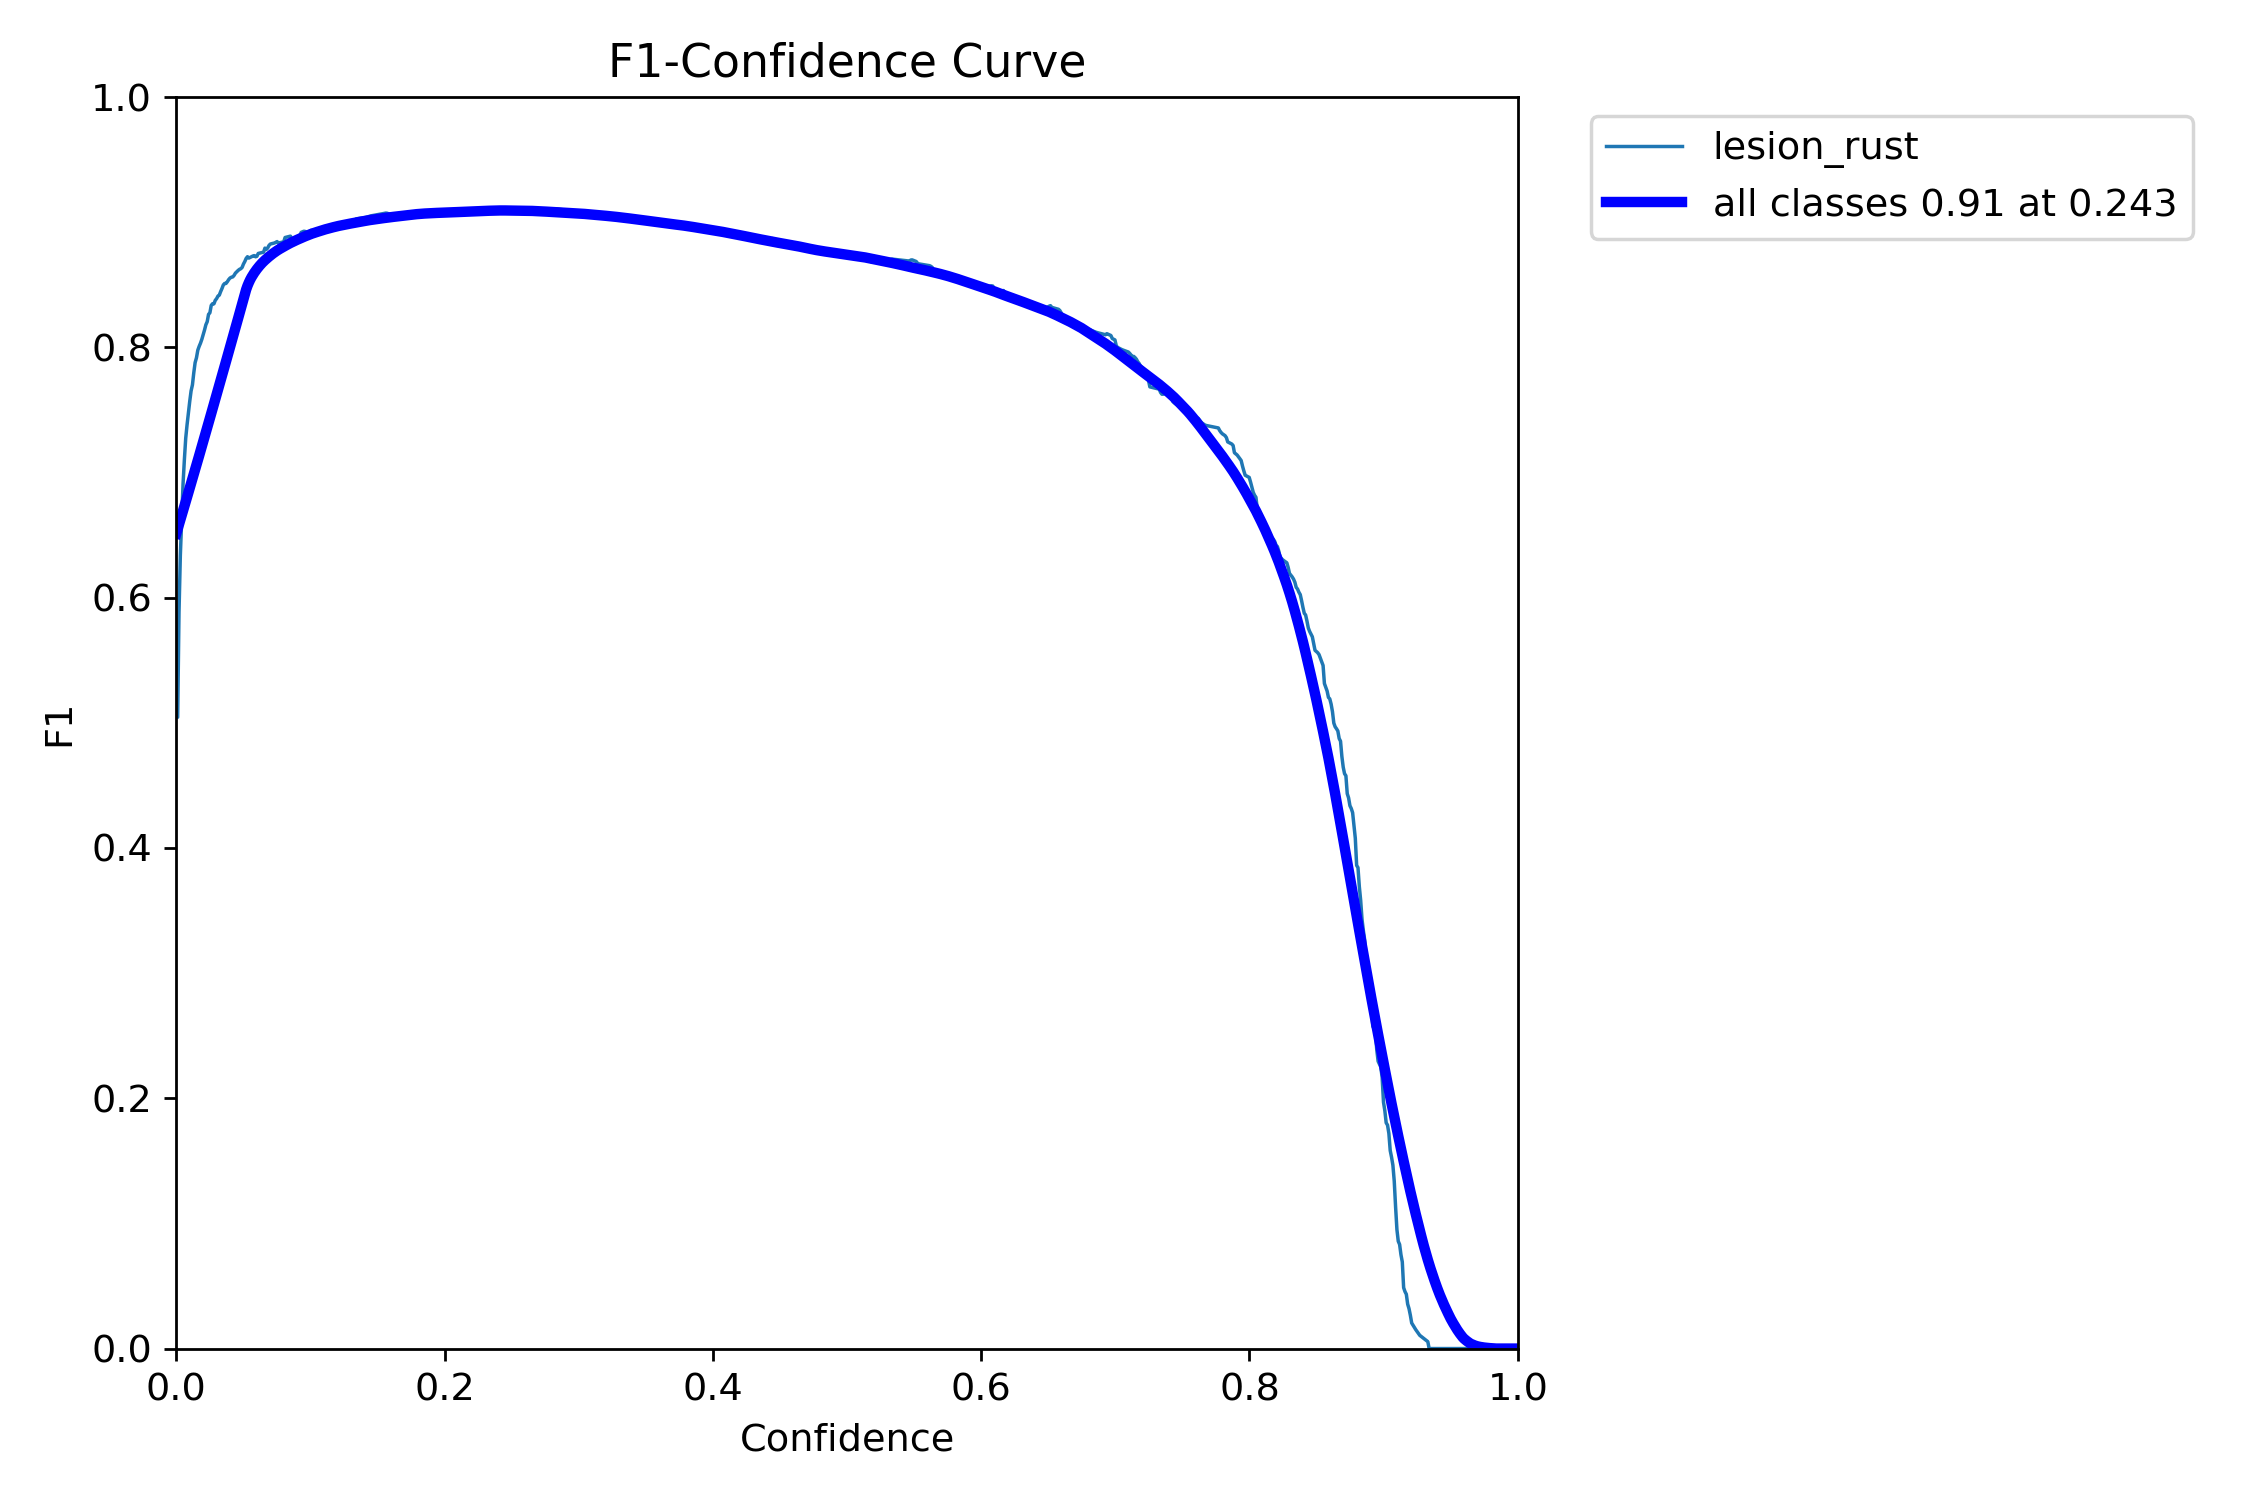 F1-Confidence Curve
1.0
0.8
0.6
0.4
0.2
0.0
F1
0.0 0.2 0.4 0.6 0.8 1.0
Confidence
lesion_rust
all classes 0.91 at 0.243